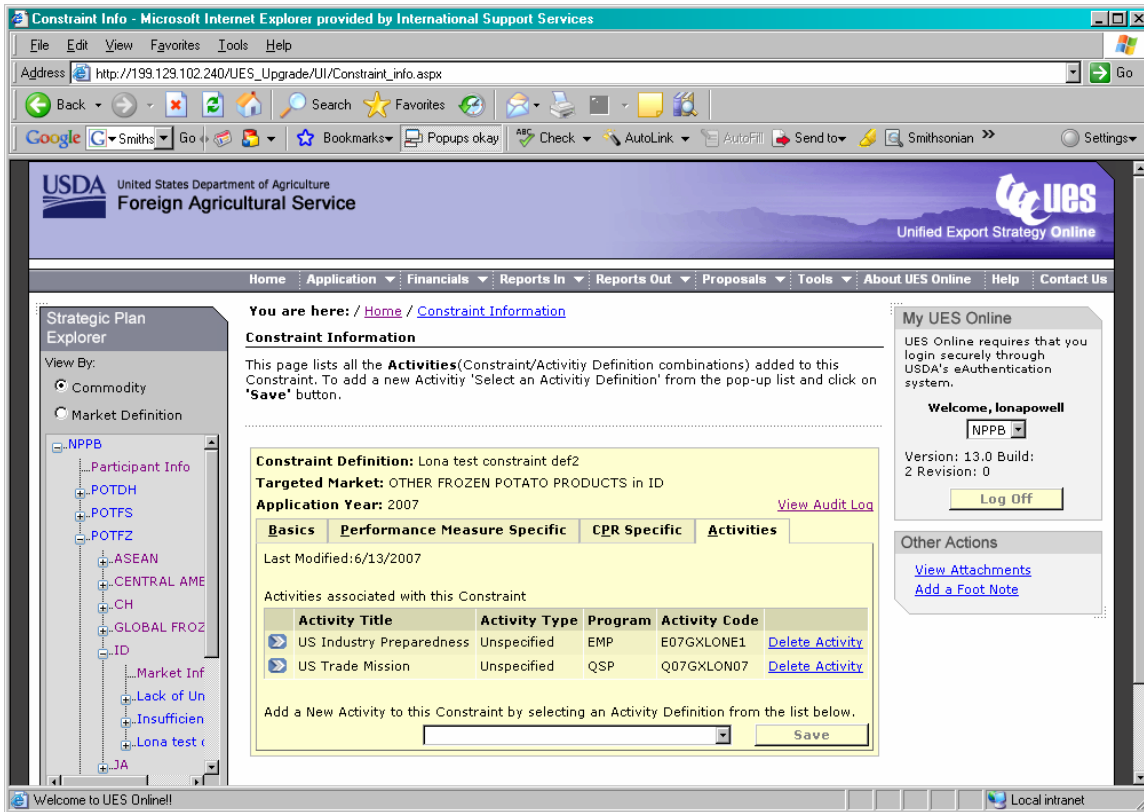 Constraint Info - Microsoft Internet Explorer provided by International Support Services
File Edit View Favorites Tools Help
Address http://199.129.102.240/UES_Upgrade/UI/Constraint_info.aspx Go
Back Search Favorites
Google G Smiths Go Bookmarks Popups okay ABC Check AutoLink AutoFill Send to Smithsonian » Settings
USDA United States Department of Agriculture
Foreign Agricultural Service
ues
Unified Export Strategy Online
Home Application Financials Reports In Reports Out Proposals Tools About UES Online Help Contact Us
Strategic Plan
Explorer
View By:
Commodity
Market Definition
NPPB
Participant Info
POTDH
POTFS
POTFZ
ASEAN
CENTRAL AME
CH
GLOBAL FROZ
ID
Market Inf
Lack of Un
Insufficien
Lona test
JA
You are here: / Home / Constraint Information
Constraint Information
This page lists all the Activities(Constraint/Activitiy Definition combinations) added to this
Constraint. To add a new Activitiy 'Select an Activitiy Definition' from the pop-up list and click on
'Save' button.
Constraint Definition: Lona test constraint def2
Targeted Market: OTHER FROZEN POTATO PRODUCTS in ID
Application Year: 2007 View Audit Log
Basics Performance Measure Specific CPR Specific Activities
Last Modified:6/13/2007
Activities associated with this Constraint
Activity Title Activity Type Program Activity Code
US Industry Preparedness Unspecified EMP E07GXLONE1 Delete Activity
US Trade Mission Unspecified QSP Q07GXLON07 Delete Activity
Add a New Activity to this Constraint by selecting an Activity Definition from the list below.
Save
My UES Online
UES Online requires that you
login securely through
USDA's eAuthentication
system.
Welcome, lonapowell
NPPB
Version: 13.0 Build:
2 Revision: 0
Log Off
Other Actions
View Attachments
Add a Foot Note
Welcome to UES Online!! Local intranet